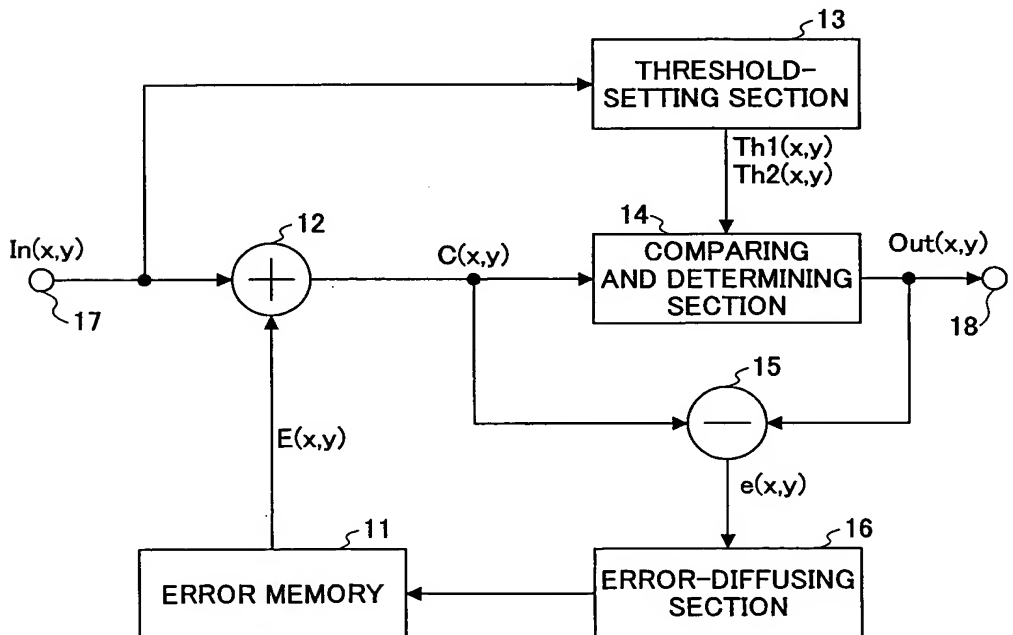 13
THRESHOLD-
SETTING SECTION
Th1(x,y)
Th2(x,y)
In(x,y)
17
12
+
C(x,y)
14
COMPARING
AND DETERMINING
SECTION
Out(x,y)
18
15
—
E(x,y)
e(x,y)
11
ERROR MEMORY
16
ERROR-DIFFUSING
SECTION